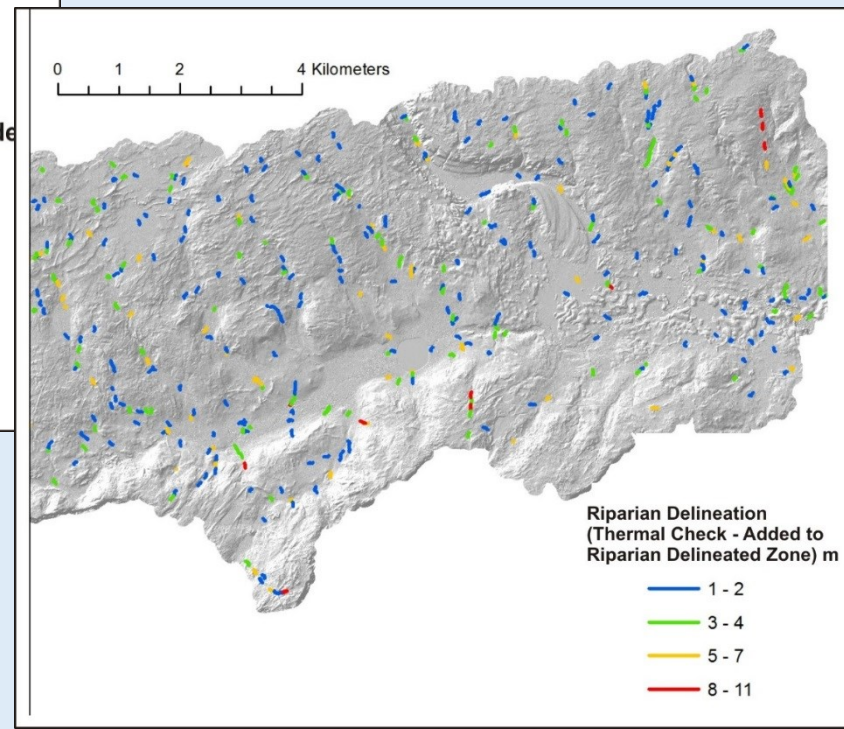 0 1 2 4 Kilometers
Riparian Delineation
(Thermal Check - Added to
Riparian Delineated Zone) m
1 - 2
3 - 4
5 - 7
8 - 11